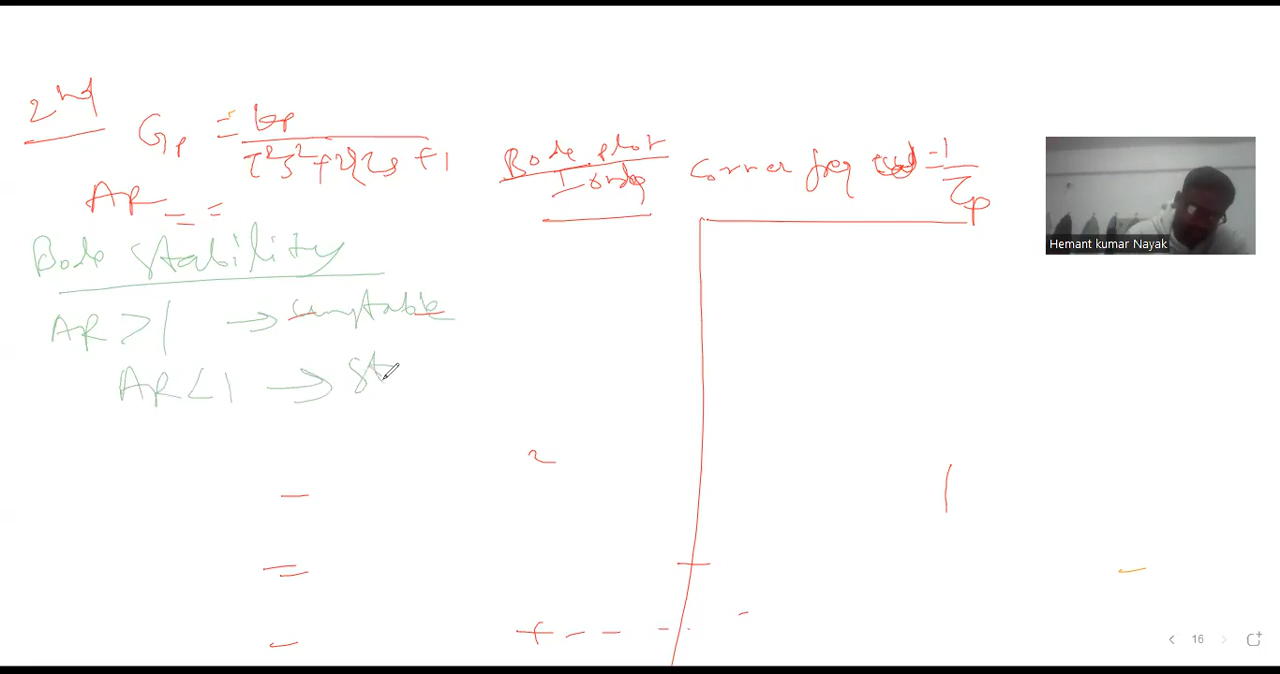 2nd
Gp = kp / τ²s²+2ζτs+1
AR = =
Bode plot
1 order
Corner freq ωd = 1/τp
Bode stability
AR > 1 → unstable
AR < 1 → st
Hemant kumar Nayak
16